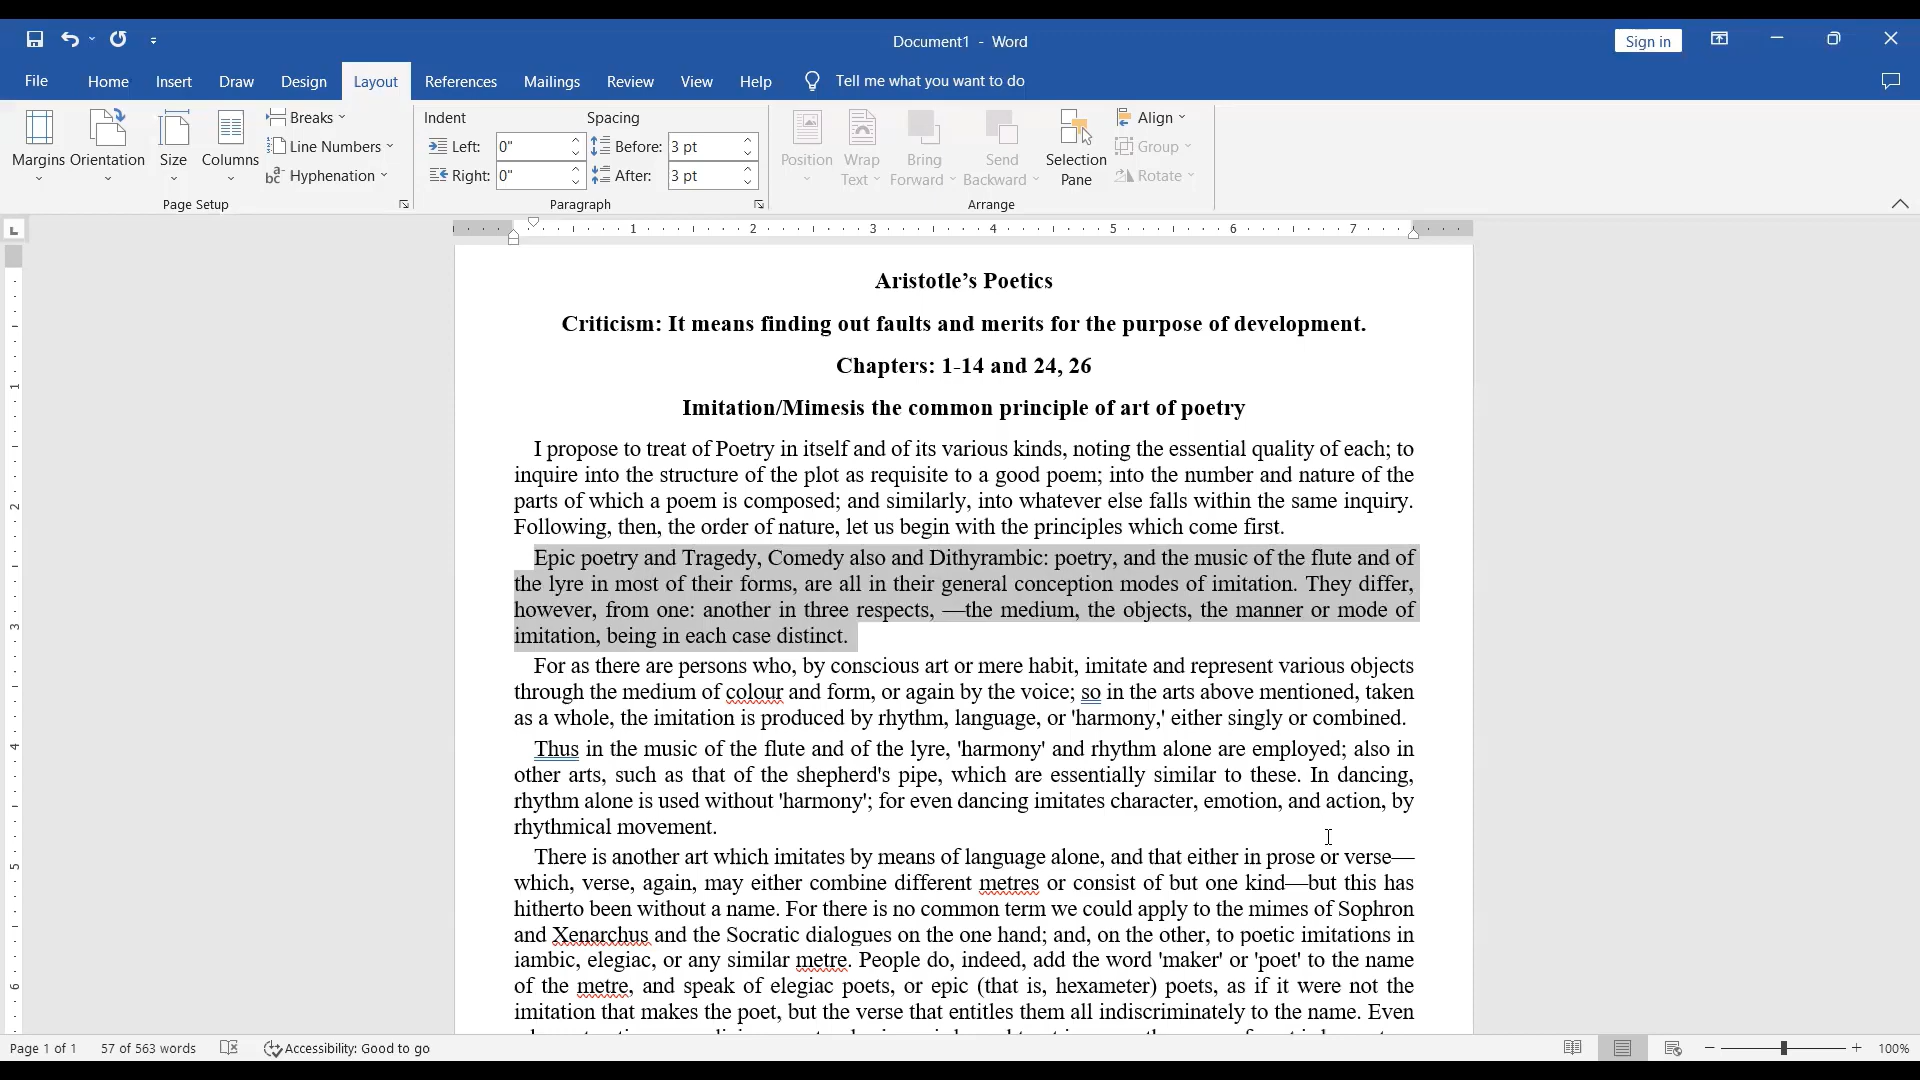 Document1 - Word
Sign in
File Home Insert Draw Design Layout References Mailings Review View Help Tell me what you want to do
Margins Orientation Size Columns
Breaks
Line Numbers
Hyphenation
Page Setup
Indent Spacing
Left: 0" Before: 3 pt
Right: 0" After: 3 pt
Paragraph
Position Wrap Text Bring Forward Send Backward Selection Pane
Align
Group
Rotate
Arrange
1 2 3 4 5 6 7
Aristotle’s Poetics
Criticism: It means finding out faults and merits for the purpose of development.
Chapters: 1-14 and 24, 26
Imitation/Mimesis the common principle of art of poetry
I propose to treat of Poetry in itself and of its various kinds, noting the essential quality of each; to
inquire into the structure of the plot as requisite to a good poem; into the number and nature of the
parts of which a poem is composed; and similarly, into whatever else falls within the same inquiry.
Following, then, the order of nature, let us begin with the principles which come first.
Epic poetry and Tragedy, Comedy also and Dithyrambic: poetry, and the music of the flute and of
the lyre in most of their forms, are all in their general conception modes of imitation. They differ,
however, from one: another in three respects, —the medium, the objects, the manner or mode of
imitation, being in each case distinct.
For as there are persons who, by conscious art or mere habit, imitate and represent various objects
through the medium of colour and form, or again by the voice; so in the arts above mentioned, taken
as a whole, the imitation is produced by rhythm, language, or 'harmony,' either singly or combined.
Thus in the music of the flute and of the lyre, 'harmony' and rhythm alone are employed; also in
other arts, such as that of the shepherd's pipe, which are essentially similar to these. In dancing,
rhythm alone is used without 'harmony'; for even dancing imitates character, emotion, and action, by
rhythmical movement.
There is another art which imitates by means of language alone, and that either in prose or verse—
which, verse, again, may either combine different metres or consist of but one kind—but this has
hitherto been without a name. For there is no common term we could apply to the mimes of Sophron
and Xenarchus and the Socratic dialogues on the one hand; and, on the other, to poetic imitations in
iambic, elegiac, or any similar metre. People do, indeed, add the word 'maker' or 'poet' to the name
of the metre, and speak of elegiac poets, or epic (that is, hexameter) poets, as if it were not the
imitation that makes the poet, but the verse that entitles them all indiscriminately to the name. Even
1 2 3 4 5 6
Page 1 of 1 57 of 563 words Accessibility: Good to go 100%